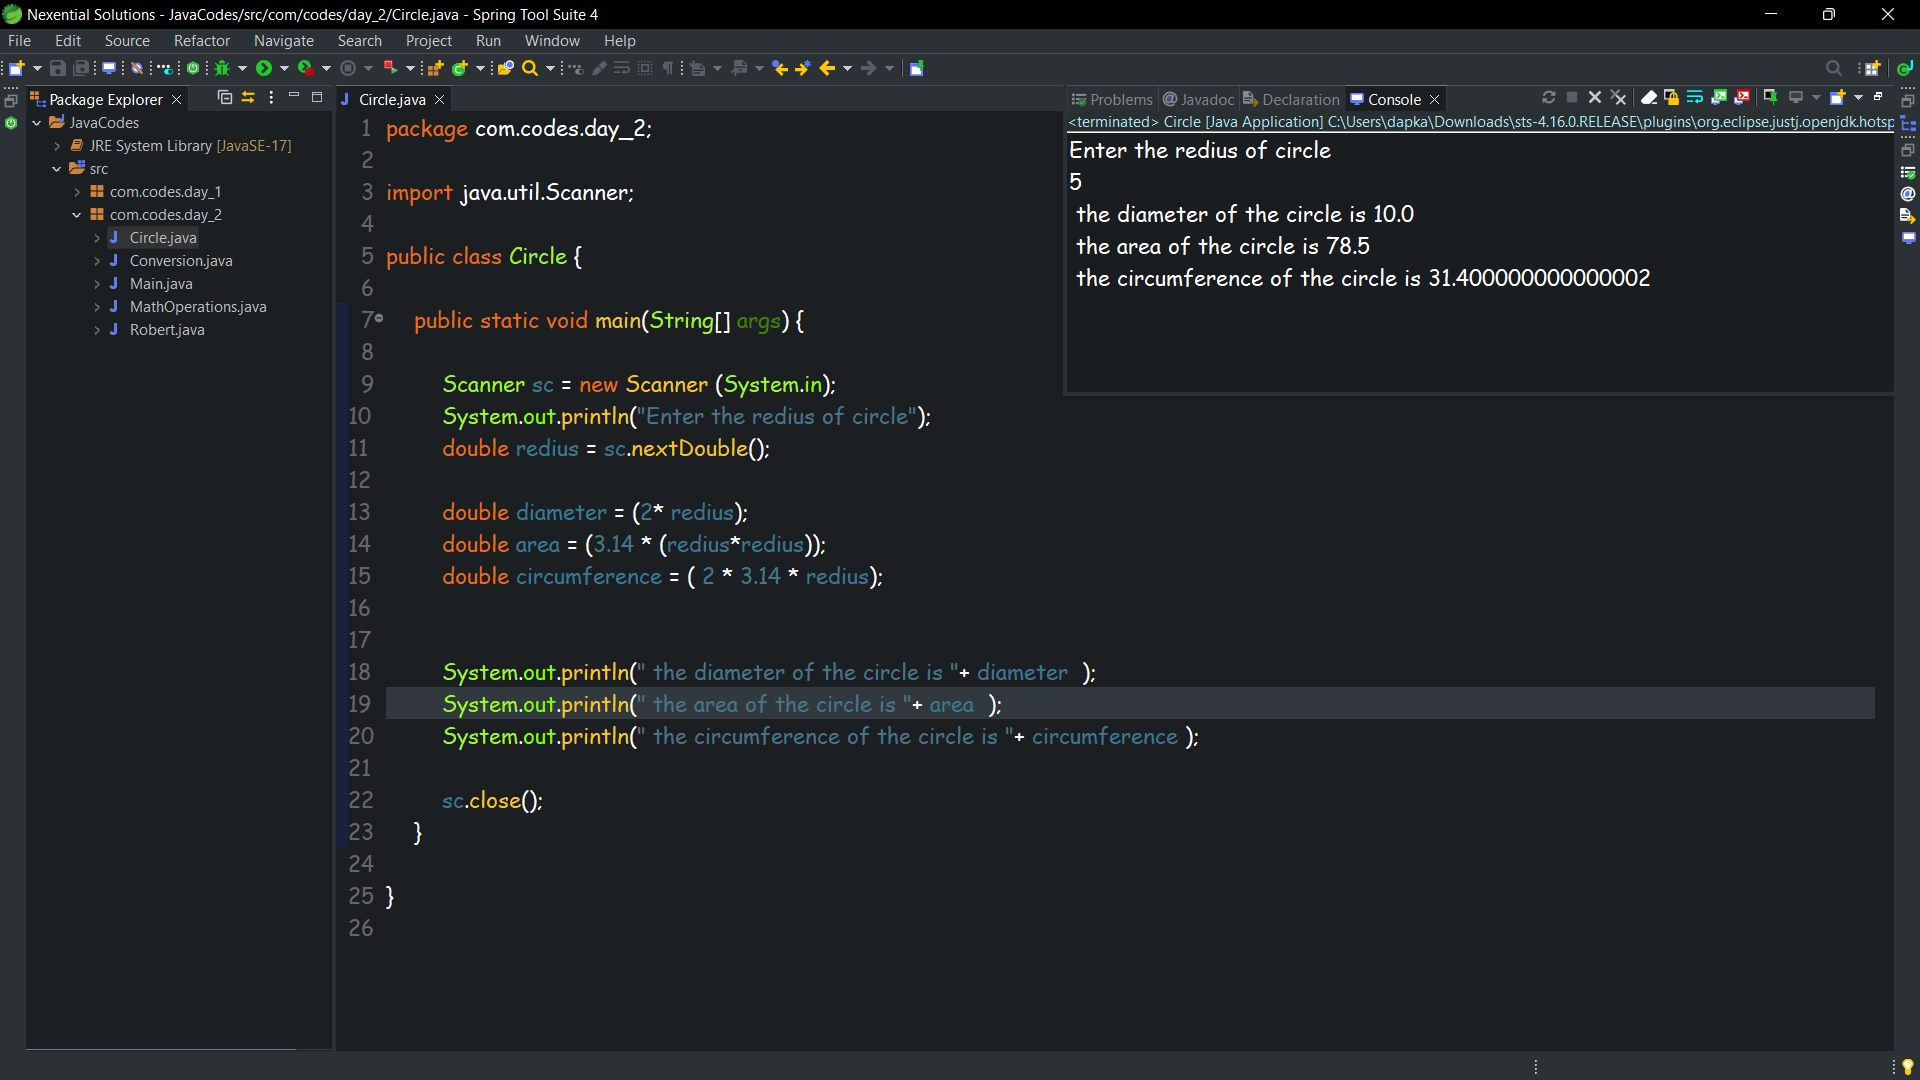 Nexential Solutions - JavaCodes/src/com/codes/day_2/Circle.java - Spring Tool Suite 4
File Edit Source Refactor Navigate Search Project Run Window Help
Package Explorer
JavaCodes
JRE System Library [JavaSE-17]
src
com.codes.day_1
com.codes.day_2
Circle.java
Conversion.java
Main.java
MathOperations.java
Robert.java
Circle.java
1 package com.codes.day_2;
2
3 import java.util.Scanner;
4
5 public class Circle {
6
7 public static void main(String[] args) {
8
9 Scanner sc = new Scanner (System.in);
10 System.out.println("Enter the redius of circle");
11 double redius = sc.nextDouble();
12
13 double diameter = (2* redius);
14 double area = (3.14 * (redius*redius));
15 double circumference = ( 2 * 3.14 * redius);
16
17
18 System.out.println(" the diameter of the circle is "+ diameter  );
19 System.out.println(" the area of the circle is "+ area  );
20 System.out.println(" the circumference of the circle is "+ circumference );
21
22 sc.close();
23 }
24
25 }
26
Problems @ Javadoc Declaration Console
<terminated> Circle [Java Application] C:\Users\dapka\Downloads\sts-4.16.0.RELEASE\plugins\org.eclipse.justj.openjdk.hotsp
Enter the redius of circle
5
the diameter of the circle is 10.0
the area of the circle is 78.5
the circumference of the circle is 31.400000000000002